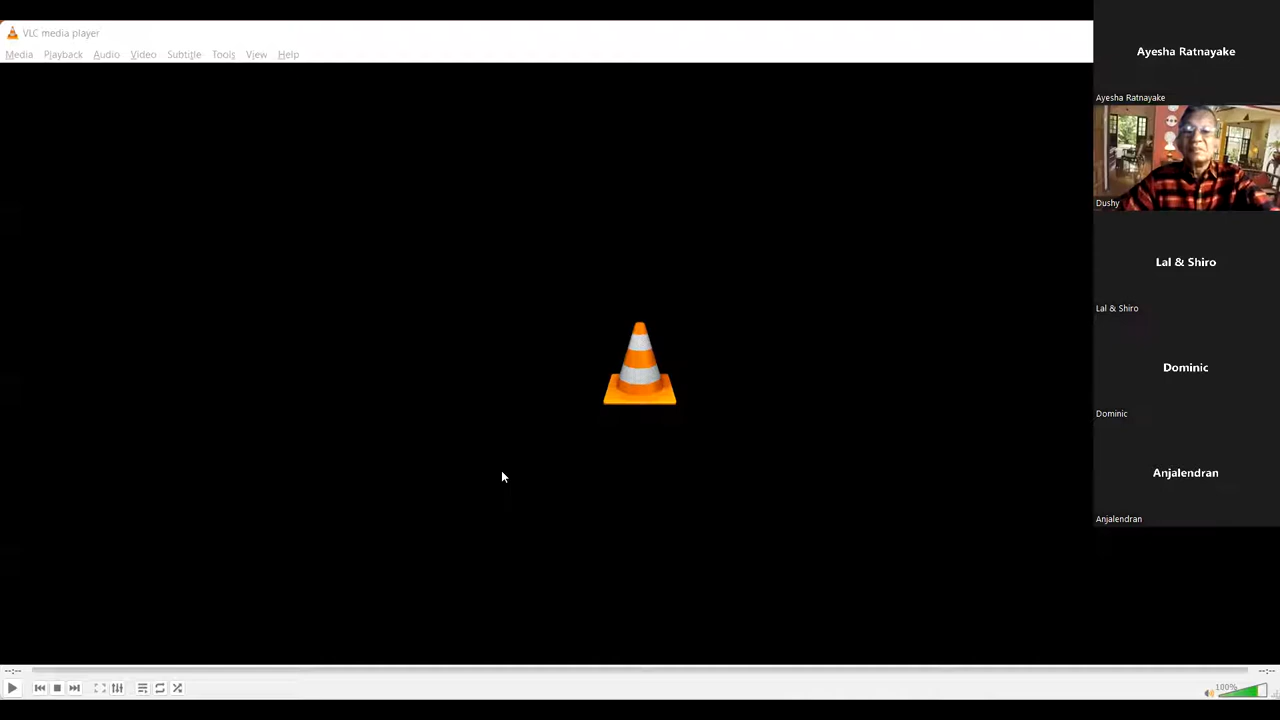 VLC media player
Media Playback Audio Video Subtitle Tools View Help
Ayesha Ratnayake
Ayesha Ratnayake
Dushy
Lal & Shiro
Lal & Shiro
Dominic
Dominic
Anjalendran
Anjalendran
--:-- --:--
100%